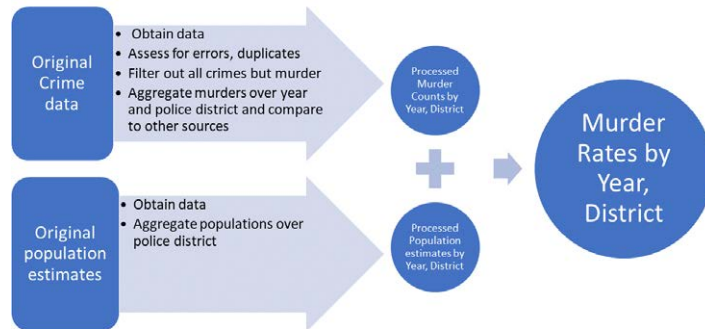 Original
Crime
data
• Obtain data
• Assess for errors, duplicates
• Filter out all crimes but murder
• Aggregate murders over year
and police district and compare
to other sources
Processed
Murder
Counts by
Year, District
Original
population
estimates
• Obtain data
• Aggregate populations over
police district
Processed
Population
estimates by
Year, District
Murder
Rates by
Year,
District